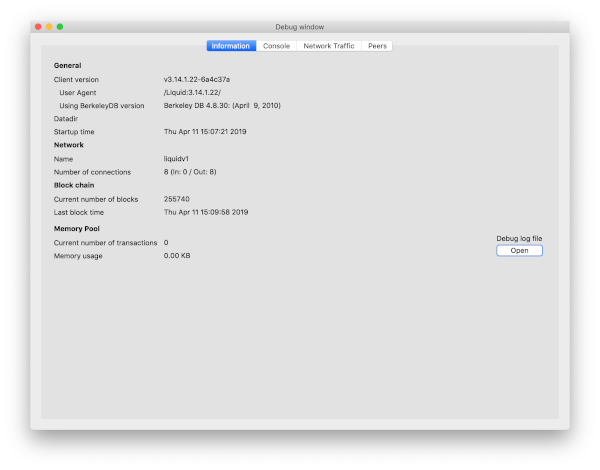 Debug window
Information Console Network Traffic Peers
General
Client version v3.14.1.22-6a4c37a
User Agent /Liquid:3.14.1.22/
Using BerkeleyDB version Berkeley DB 4.8.30: (April  9, 2010)
Datadir
Startup time Thu Apr 11 15:07:21 2019
Network
Name liquidv1
Number of connections 8 (In: 0 / Out: 8)
Block chain
Current number of blocks 255740
Last block time Thu Apr 11 15:09:58 2019
Memory Pool
Current number of transactions 0
Memory usage 0.00 KB
Debug log file
Open